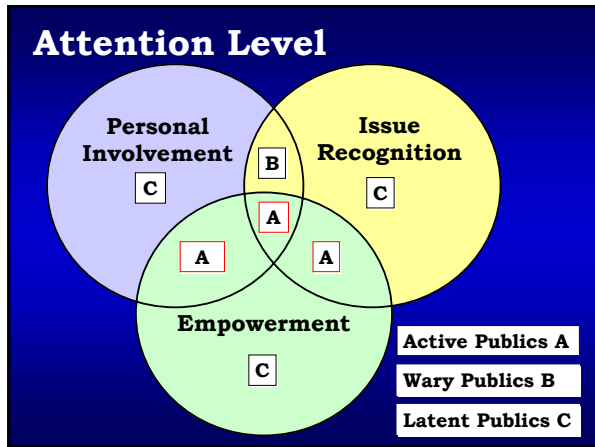 Attention Level
Personal
Involvement
Issue
Recognition
B
C
C
A
A
A
Empowerment
C
Active Publics A
Wary Publics B
Latent Publics C